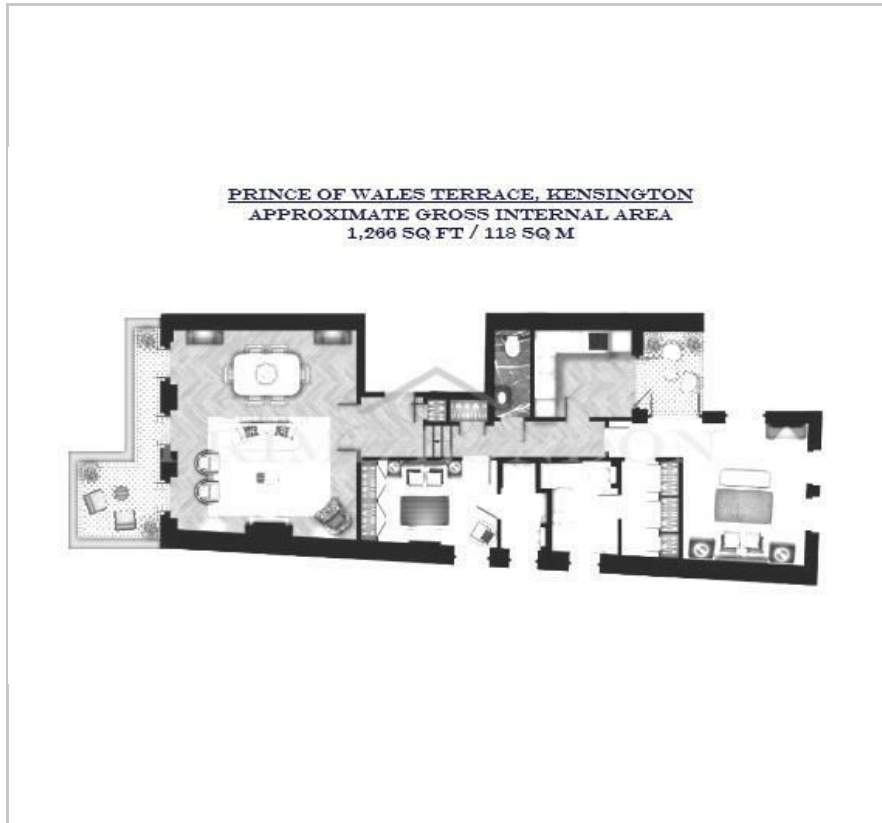 PRINCE OF WALES TERRACE, KENSINGTON
APPROXIMATE GROSS INTERNAL AREA
1,266 SQ FT / 118 SQ M